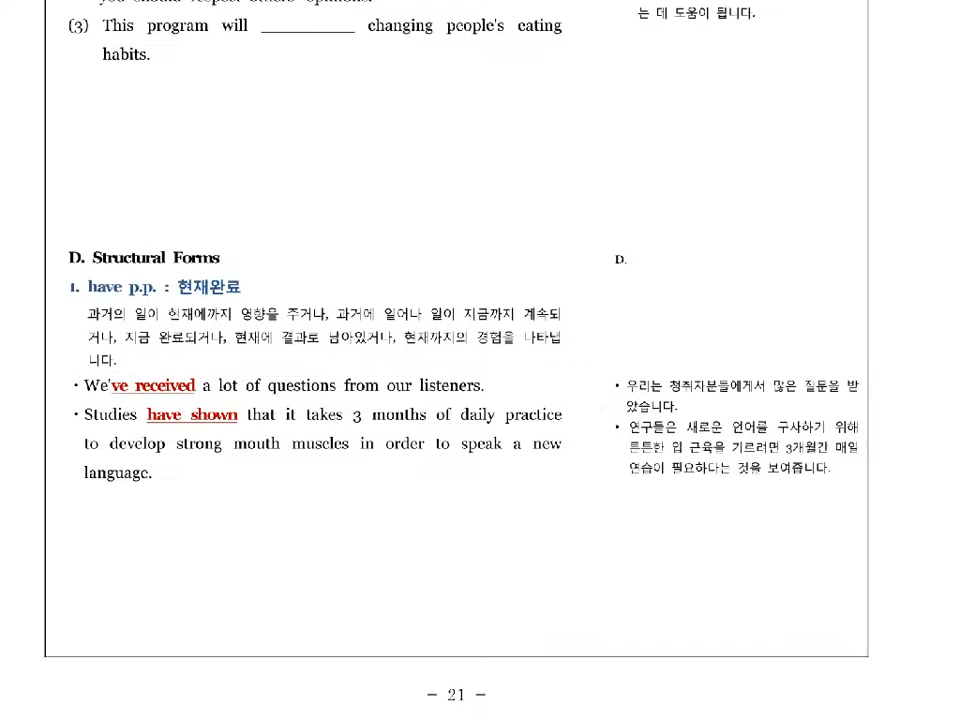 you should respect others' opinions.
(3) This program will ___________ changing people's eating
habits.
는 데 도움이 됩니다.
D. Structural Forms
1. have p.p. : 현재완료
과거의 일이 현재에까지 영향을 주거나, 과거에 일어나 일이 지금까지 계속되
거나, 지금 완료되거나, 현재에 결과로 남아있거나, 현재까지의 경험을 나타냅
니다.
· We've received a lot of questions from our listeners.
· Studies have shown that it takes 3 months of daily practice
to develop strong mouth muscles in order to speak a new
language.
D.
• 우리는 청취자분들에게서 많은 질문을 받
았습니다.
• 연구들은 새로운 언어를 구사하기 위해
튼튼한 입 근육을 기르려면 3개월간 매일
연습이 필요하다는 것을 보여줍니다.
- 21 -